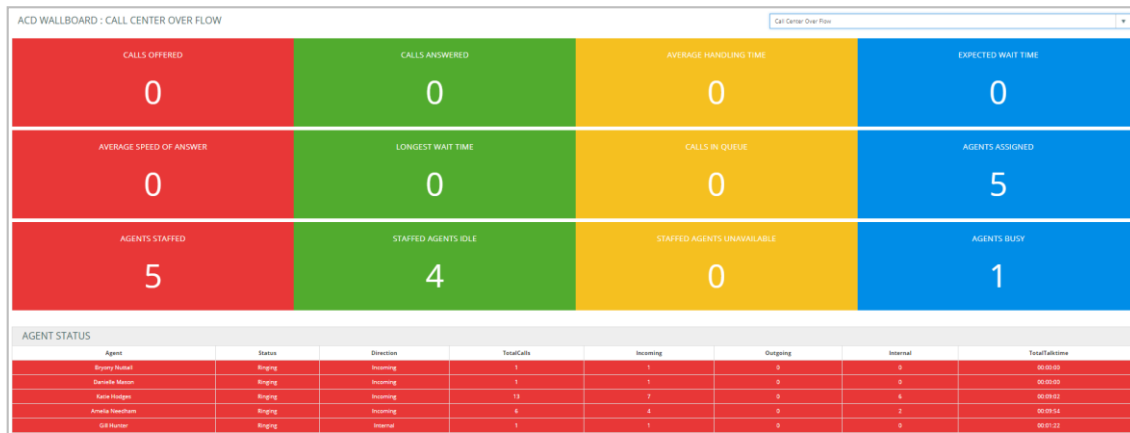 ACD WALLBOARD : CALL CENTER OVER FLOW
Call Center Over Flow
CALLS OFFERED CALLS ANSWERED AVERAGE HANDLING TIME EXPECTED WAIT TIME
0 0 0 0
AVERAGE SPEED OF ANSWER LONGEST WAIT TIME CALLS IN QUEUE AGENTS ASSIGNED
0 0 0 5
AGENTS STAFFED STAFFED AGENTS IDLE STAFFED AGENTS UNAVAILABLE AGENTS BUSY
5 4 0 1
AGENT STATUS
Agent Status Direction TotalCalls Incoming Outgoing Internal TotalTalktime
Bryony Nuttall Ringing Incoming 1 1 0 0 00:00:00
Danielle Mason Ringing Incoming 1 1 0 0 00:00:00
Katie Hodges Ringing Incoming 13 7 0 6 00:09:02
Amelia Needham Ringing Incoming 6 4 0 2 00:09:54
Gill Hunter Ringing Internal 1 1 0 0 00:01:22